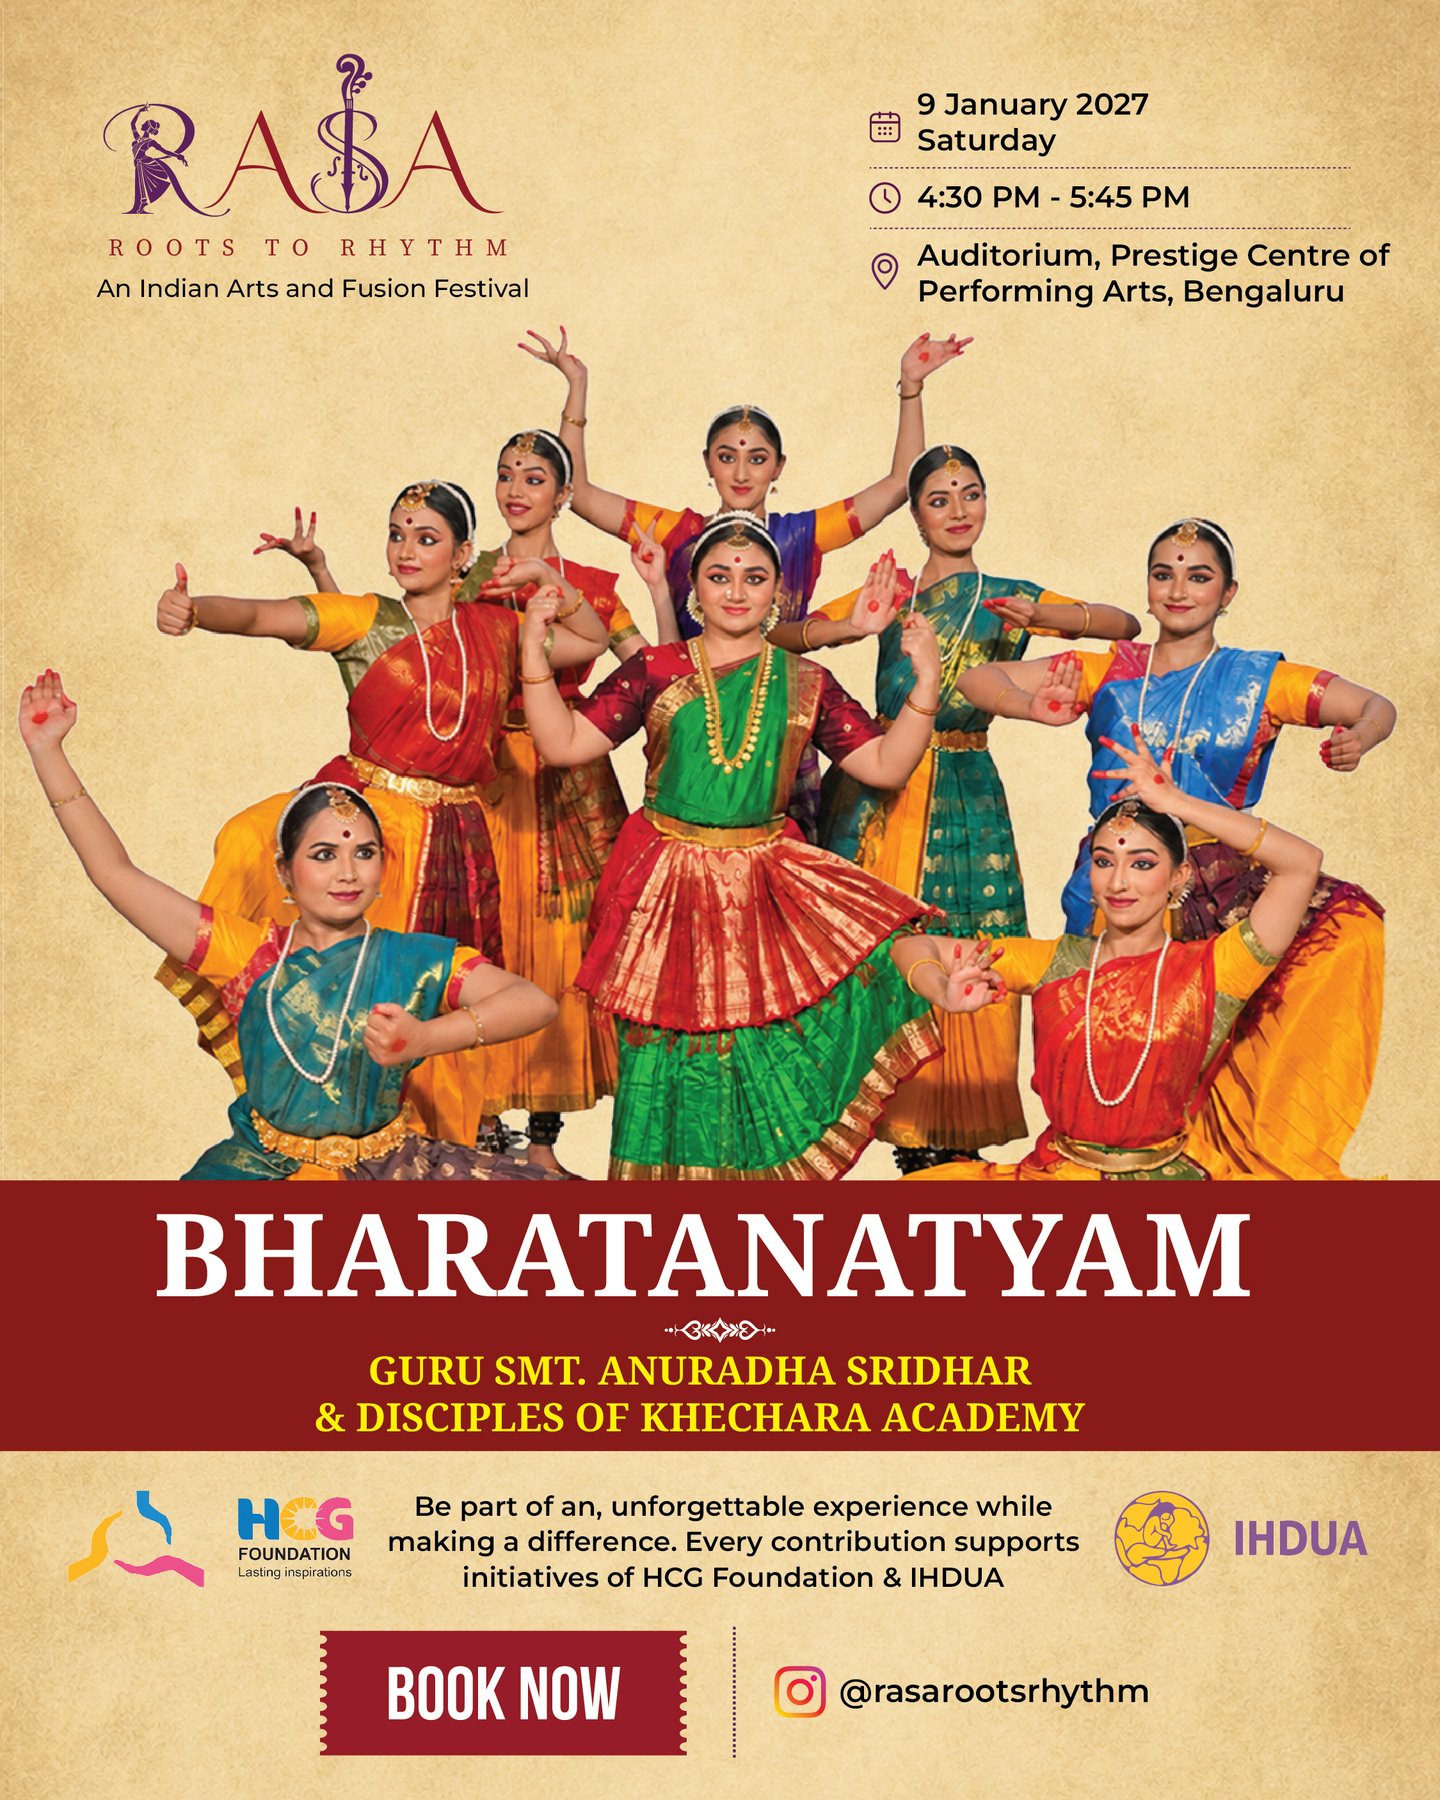 RASA
ROOTS TO RHYTHM
An Indian Arts and Fusion Festival
9 January 2027
Saturday
4:30 PM - 5:45 PM
Auditorium, Prestige Centre of
Performing Arts, Bengaluru
BHARATANATYAM
GURU SMT. ANURADHA SRIDHAR
& DISCIPLES OF KHECHARA ACADEMY
HCG
FOUNDATION
Lasting inspirations
Be part of an, unforgettable experience while
making a difference. Every contribution supports
initiatives of HCG Foundation & IHDUA
IHDUA
BOOK NOW
@rasarootsrhythm